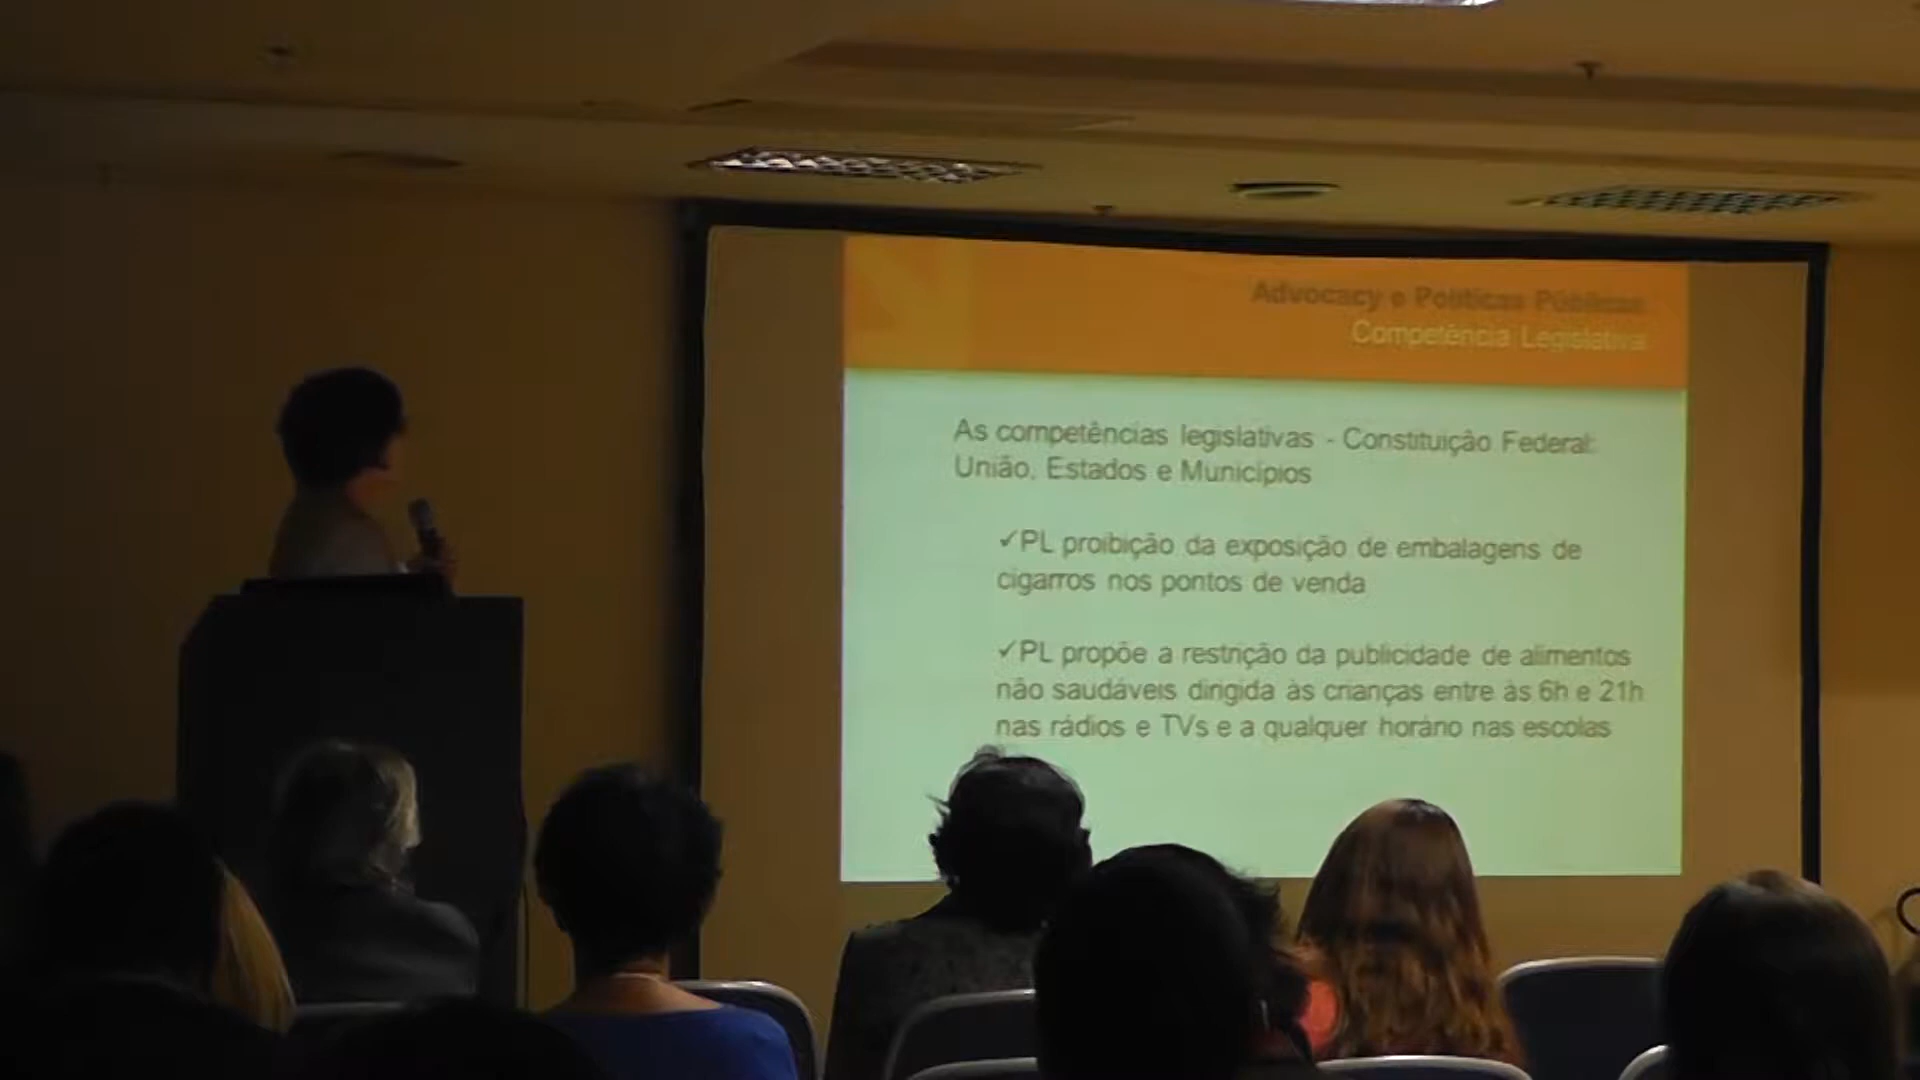 Advocacy e Políticas Públicas
Competência Legislativa
As competências legislativas - Constituição Federal:
União, Estados e Municípios
✓PL proibição da exposição de embalagens de
cigarros nos pontos de venda
✓PL propõe a restrição da publicidade de alimentos
não saudáveis dirigida às crianças entre às 6h e 21h
nas rádios e TVs e a qualquer horário nas escolas